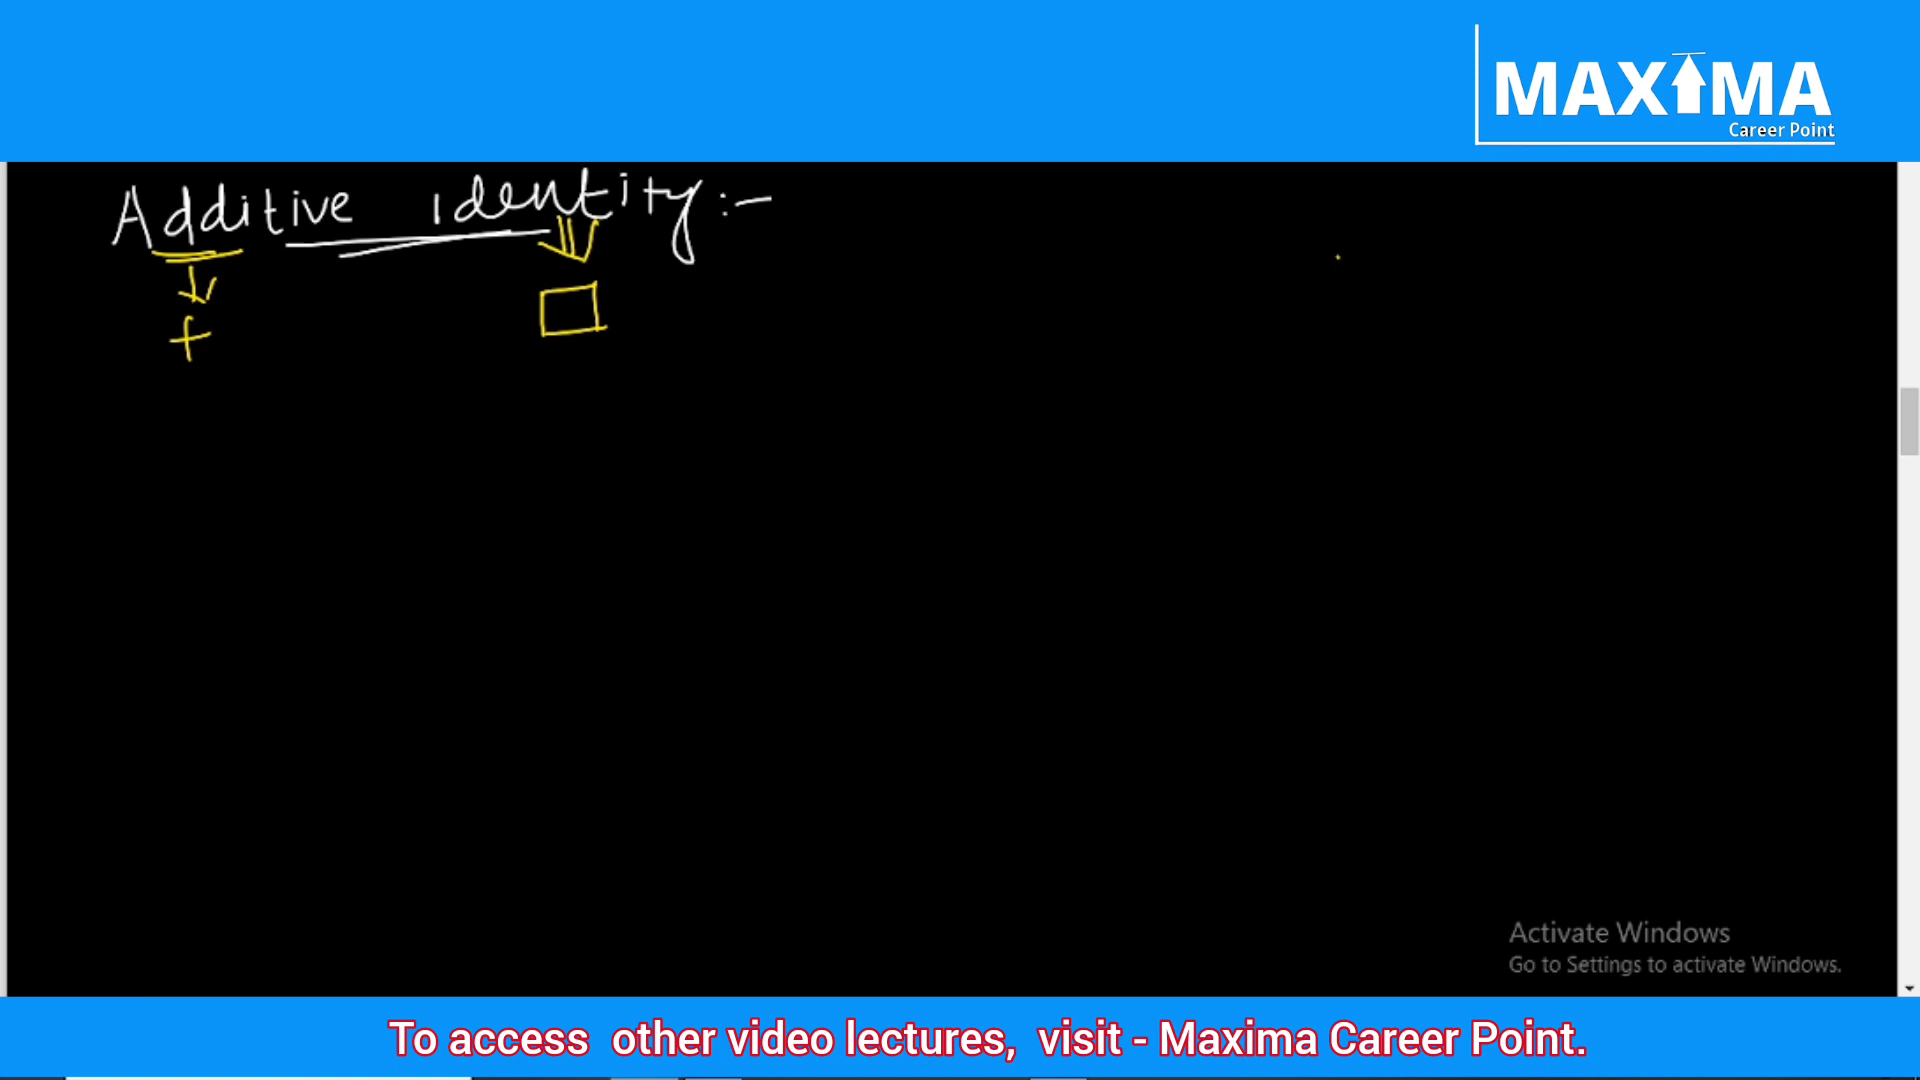 MAXIMA
Career Point
Additive identity:-
+
Activate Windows
Go to Settings to activate Windows.
To access other video lectures, visit - Maxima Career Point.